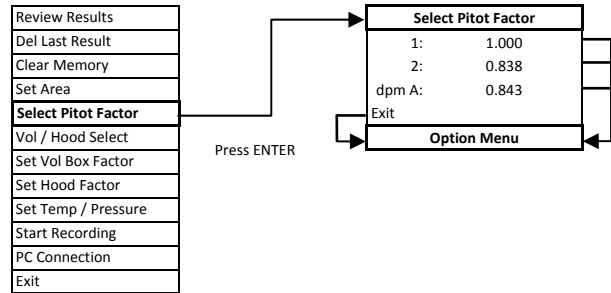 Review Results
Del Last Result
Clear Memory
Set Area
Select Pitot Factor
Vol / Hood Select
Set Vol Box Factor
Set Hood Factor
Set Temp / Pressure
Start Recording
PC Connection
Exit
Press ENTER
Select Pitot Factor
1: 1.000
2: 0.838
dpm A: 0.843
Exit
Option Menu